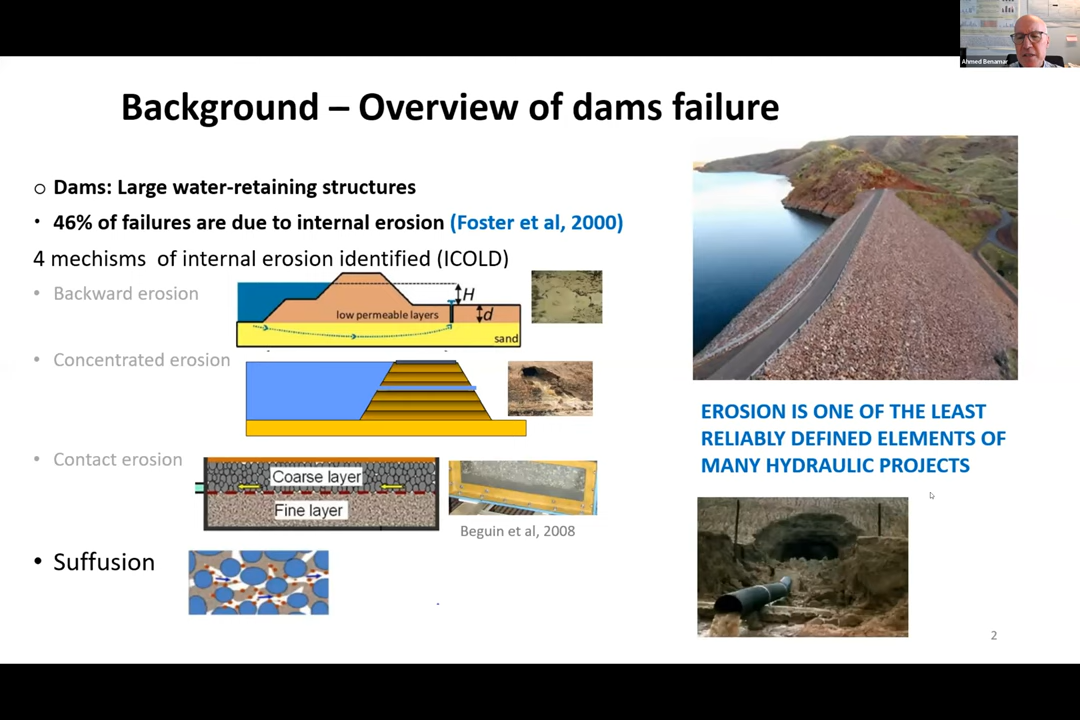 Ahmed Benamar
Background – Overview of dams failure
o Dams: Large water-retaining structures
• 46% of failures are due to internal erosion (Foster et al, 2000)
4 mechisms of internal erosion identified (ICOLD)
• Backward erosion
H
low permeable layers
d
sand
• Concentrated erosion
• Contact erosion
Coarse layer
Fine layer
Beguin et al, 2008
• Suffusion
EROSION IS ONE OF THE LEAST
RELIABLY DEFINED ELEMENTS OF
MANY HYDRAULIC PROJECTS
2